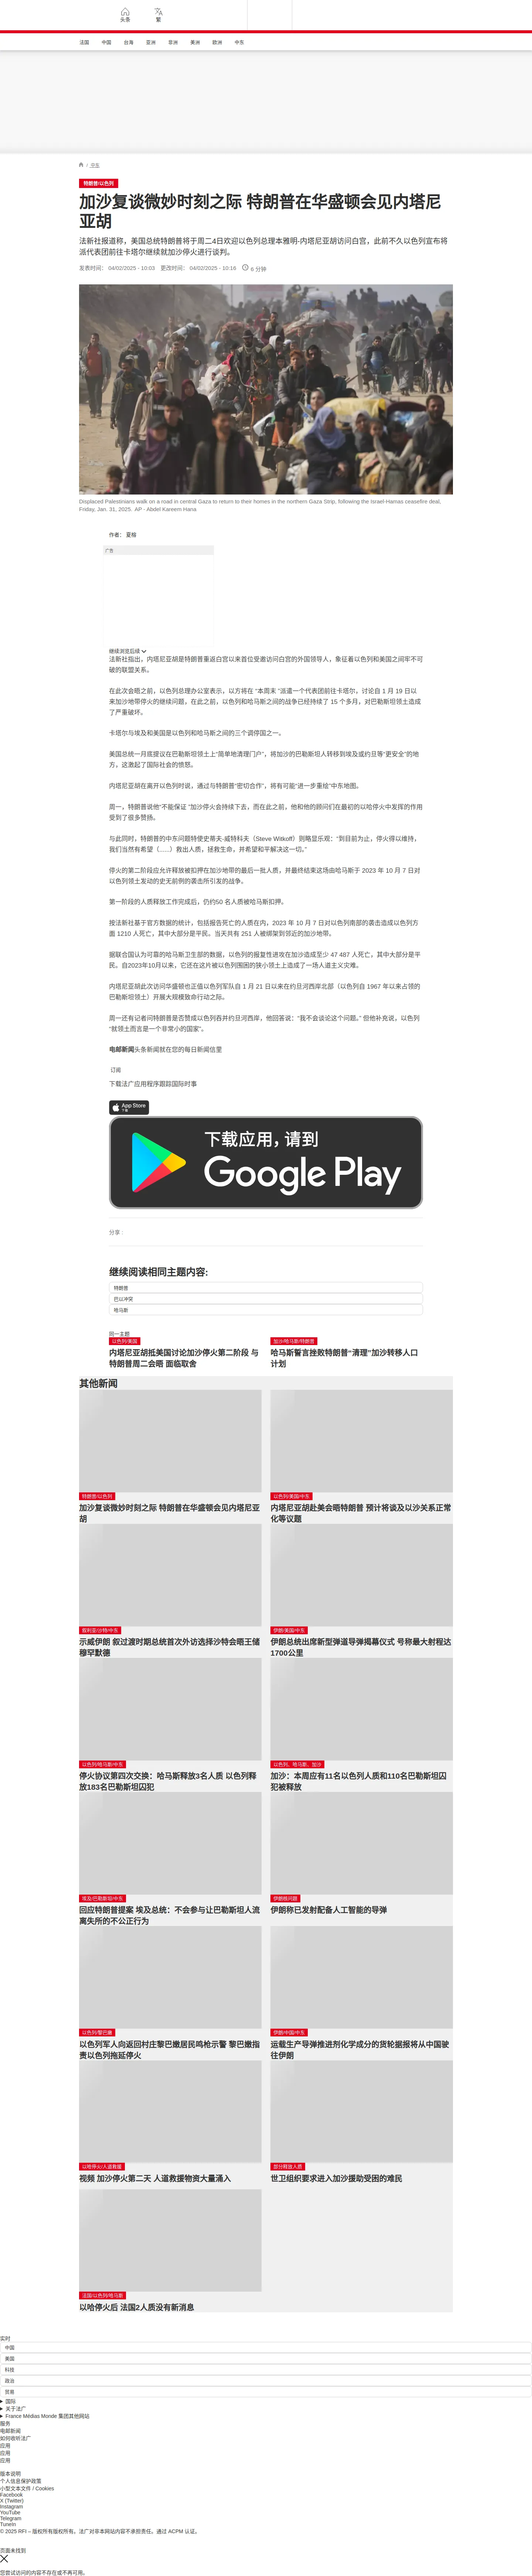 头条
繁
法国 中国 台海 亚洲 非洲 美洲 欧洲 中东
/ 中东
特朗普/以色列
加沙复谈微妙时刻之际 特朗普在华盛顿会见内塔尼
亚胡
法新社报道称，美国总统特朗普将于周二4日欢迎以色列总理本雅明-内塔尼亚胡访问白宫，此前不久以色列宣布将
派代表团前往卡塔尔继续就加沙停火进行谈判。
发表时间： 04/02/2025 - 10:03 更改时间： 04/02/2025 - 10:16 6 分钟
Displaced Palestinians walk on a road in central Gaza to return to their homes in the northern Gaza Strip, following the Israel-Hamas ceasefire deal,
Friday, Jan. 31, 2025. AP - Abdel Kareem Hana
作者： 夏榕
广告
继续浏览后续
法新社指出，内塔尼亚胡是特朗普重返白宫以来首位受邀访问白宫的外国领导人，象征着以色列和美国之间牢不可
破的联盟关系。
在此次会晤之前，以色列总理办公室表示，以方将在 “本周末 ”派遣一个代表团前往卡塔尔，讨论自 1 月 19 日以
来加沙地带停火的继续问题，在此之前，以色列和哈马斯之间的战争已经持续了 15 个多月，对巴勒斯坦领土造成
了严重破坏。
卡塔尔与埃及和美国是以色列和哈马斯之间的三个调停国之一。
美国总统一月底提议在巴勒斯坦领土上“简单地清理门户”，将加沙的巴勒斯坦人转移到埃及或约旦等“更安全”的地
方，这激起了国际社会的愤怒。
内塔尼亚胡在离开以色列时说，通过与特朗普“密切合作”，将有可能“进一步重绘”中东地图。
周一，特朗普说他“不能保证 ”加沙停火会持续下去，而在此之前，他和他的顾问们在最初的以哈停火中发挥的作用
受到了很多赞扬。
与此同时，特朗普的中东问题特使史蒂夫-威特科夫（Steve Witkoff）则略显乐观：“到目前为止，停火得以维持，
我们当然有希望（......）救出人质，拯救生命，并希望和平解决这一切。”
停火的第二阶段应允许释放被扣押在加沙地带的最后一批人质，并最终结束这场由哈马斯于 2023 年 10 月 7 日对
以色列领土发动的史无前例的袭击所引发的战争。
第一阶段的人质释放工作完成后，仍约50 名人质被哈马斯扣押。
按法新社基于官方数据的统计，包括报告死亡的人质在内，2023 年 10 月 7 日对以色列南部的袭击造成以色列方
面 1210 人死亡，其中大部分是平民。当天共有 251 人被绑架到邻近的加沙地带。
据联合国认为可靠的哈马斯卫生部的数据，以色列的报复性进攻在加沙造成至少 47 487 人死亡，其中大部分是平
民。自2023年10月以来，它还在这片被以色列围困的狭小领土上造成了一场人道主义灾难。
内塔尼亚胡此次访问华盛顿也正值以色列军队自 1 月 21 日以来在约旦河西岸北部（以色列自 1967 年以来占领的
巴勒斯坦领土）开展大规模致命行动之际。
周一还有记者问特朗普是否赞成以色列吞并约旦河西岸，他回答说：“我不会谈论这个问题。” 但他补充说，以色列
“就领土而言是一个非常小的国家”。
电邮新闻头条新闻就在您的每日新闻信里
订阅
下载法广应用程序跟踪国际时事
App Store
下载
下载应用，请到
Google Play
分享 :
继续阅读相同主题内容:
特朗普
巴以冲突
哈马斯
同一主题
以色列/美国
内塔尼亚胡抵美国讨论加沙停火第二阶段 与
特朗普周二会晤 面临取舍
加沙/哈马斯/特朗普
哈马斯誓言挫败特朗普“清理”加沙转移人口
计划
其他新闻
特朗普/以色列
加沙复谈微妙时刻之际 特朗普在华盛顿会见内塔尼亚
胡
以色列/美国/中东
内塔尼亚胡赴美会晤特朗普 预计将谈及以沙关系正常
化等议题
叙利亚/沙特/中东
示威伊朗 叙过渡时期总统首次外访选择沙特会晤王储
穆罕默德
伊朗/美国/中东
伊朗总统出席新型弹道导弹揭幕仪式 号称最大射程达
1700公里
以色列/哈马斯/中东
停火协议第四次交换：哈马斯释放3名人质 以色列释
放183名巴勒斯坦囚犯
以色列、哈马斯、加沙
加沙：本周应有11名以色列人质和110名巴勒斯坦囚
犯被释放
埃及/巴勒斯坦/中东
回应特朗普提案 埃及总统：不会参与让巴勒斯坦人流
离失所的不公正行为
伊朗核问题
伊朗称已发射配备人工智能的导弹
以色列/黎巴嫩
以色列军人向返回村庄黎巴嫩居民鸣枪示警 黎巴嫩指
责以色列拖延停火
伊朗/中国/中东
运载生产导弹推进剂化学成分的货轮据报将从中国驶
往伊朗
以哈停火/人道救援
视频 加沙停火第二天 人道救援物资大量涌入
部分释放人质
世卫组织要求进入加沙援助受困的难民
法国/以色列/哈马斯
以哈停火后 法国2人质没有新消息
实时
中国
美国
科技
政治
贸易
国际
关于法广
France Médias Monde 集团其他网站
服务
电邮新闻
如何收听法广
应用
应用
应用
版本说明
个人信息保护政策
小型文本文件 / Cookies
Facebook
X (Twitter)
Instagram
YouTube
Telegram
TuneIn
© 2025 RFI – 版权所有版权所有。法广对非本网站内容不承担责任。通过 ACPM 认证。
页面未找到
您尝试访问的内容不存在或不再可用。